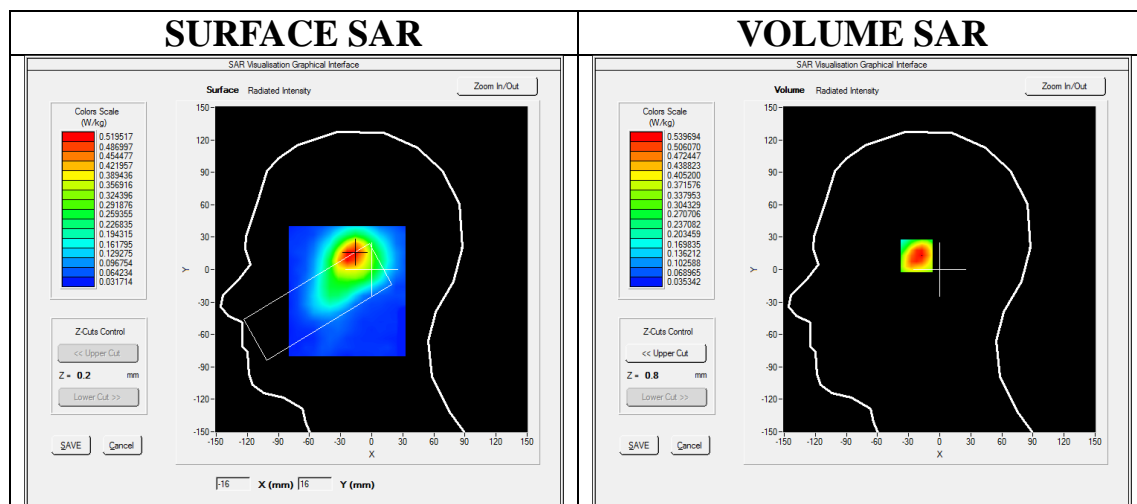 SURFACE SAR
VOLUME SAR
SAR Visualisation Graphical Interface
Surface Radiated Intensity
Zoom In/Out
Colors Scale
(W/kg)
0.519517
0.486997
0.454477
0.421957
0.389436
0.356916
0.324396
0.291876
0.259355
0.226835
0.194315
0.161795
0.129275
0.096754
0.064234
0.031714
Z-Cuts Control
<< Upper Cut
Z = 0.2 mm
Lower Cut >>
SAVE Cancel
150
120
90
60
30
0
-30
-60
-90
-120
-150
Y
-150 -120 -90 -60 -30 0 30 60 90 120 150
X
-16 X (mm) 16 Y (mm)
SAR Visualisation Graphical Interface
Volume Radiated Intensity
Zoom In/Out
Colors Scale
(W/kg)
0.539694
0.506070
0.472447
0.438823
0.405200
0.371576
0.337953
0.304329
0.270706
0.237082
0.203459
0.169835
0.136212
0.102588
0.068965
0.035342
Z-Cuts Control
<< Upper Cut
Z = 0.8 mm
Lower Cut >>
SAVE Cancel
150
120
90
60
30
0
-30
-60
-90
-120
-150
Y
-150 -120 -90 -60 -30 0 30 60 90 120 150
X